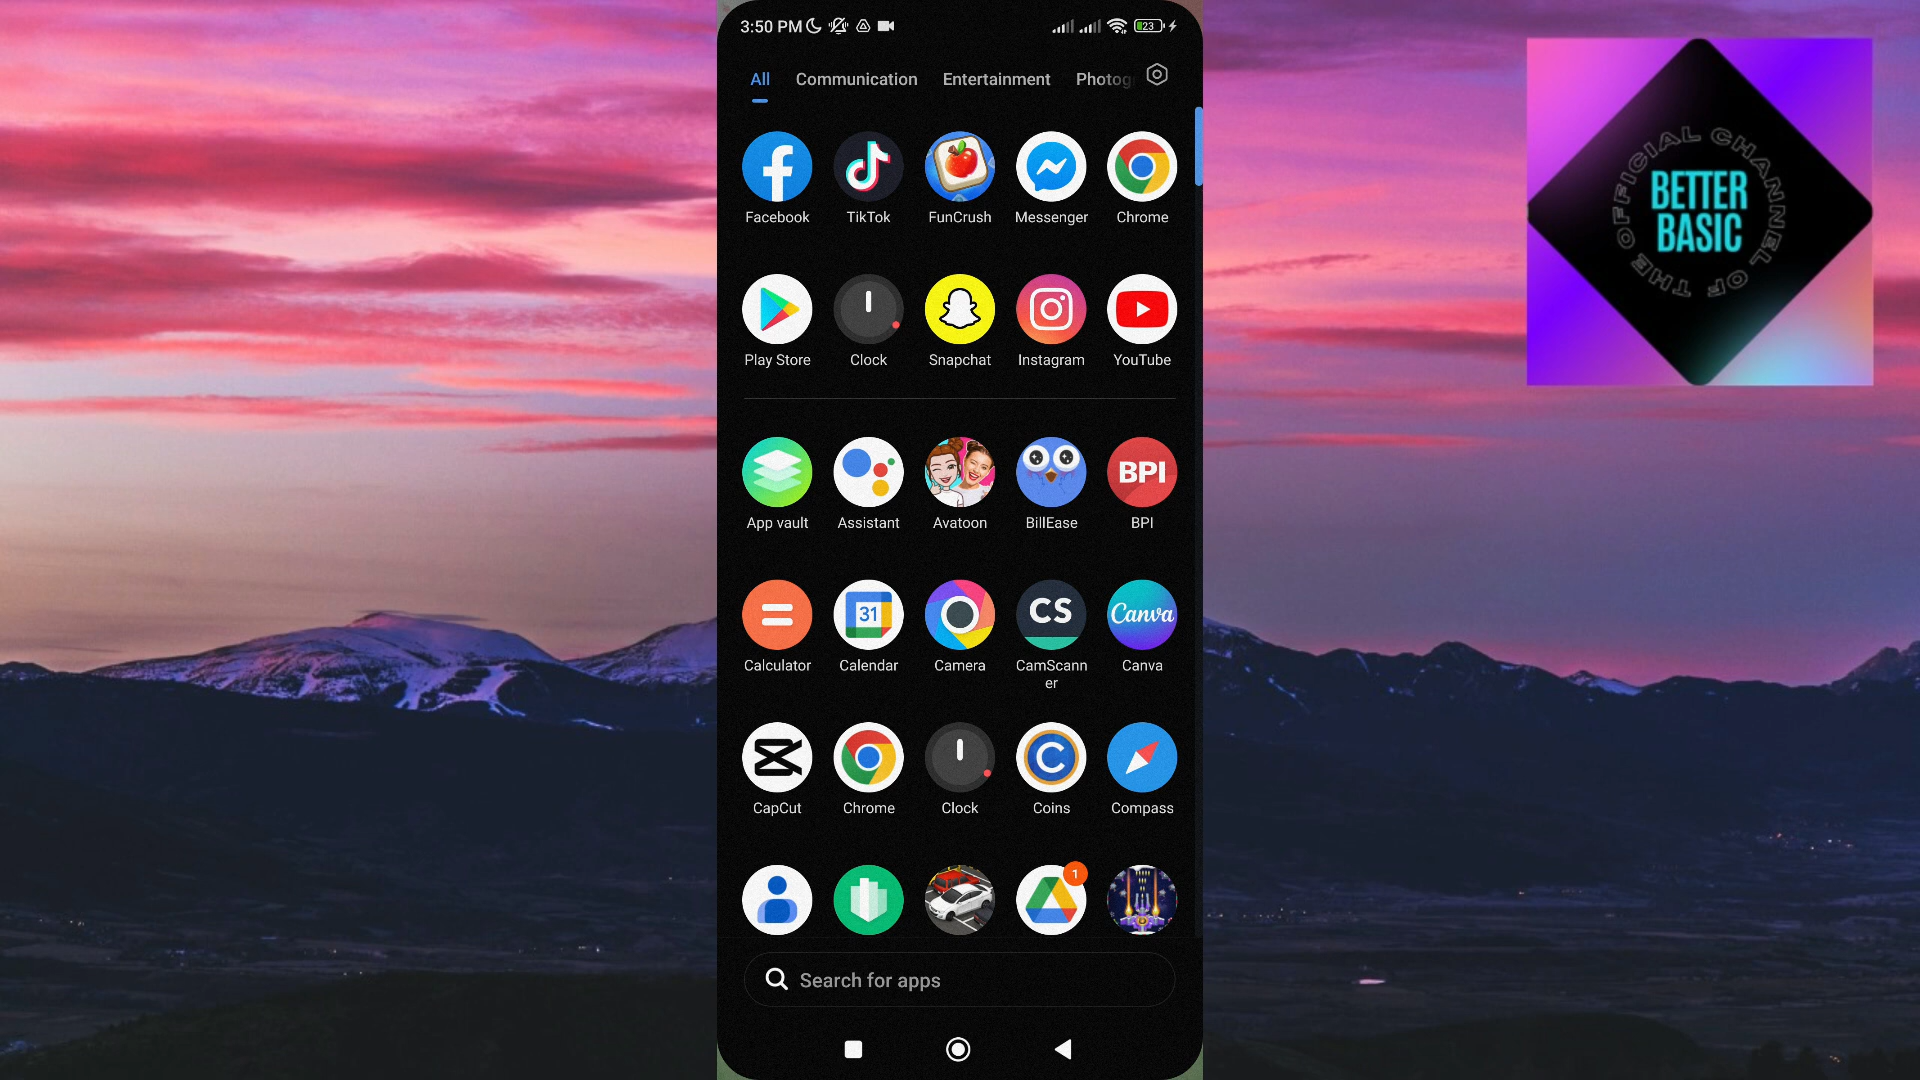 3:50 PM
23
All Communication Entertainment Photog
Facebook TikTok FunCrush Messenger Chrome
Play Store Clock Snapchat Instagram YouTube
BPI
App vault Assistant Avatoon BillEase BPI
31 CS Canva
Calculator Calendar Camera CamScann
er
Canva
CapCut Chrome Clock Coins Compass
1
Search for apps
OFFICIAL CHANNEL OF THE
BETTER
BASIC